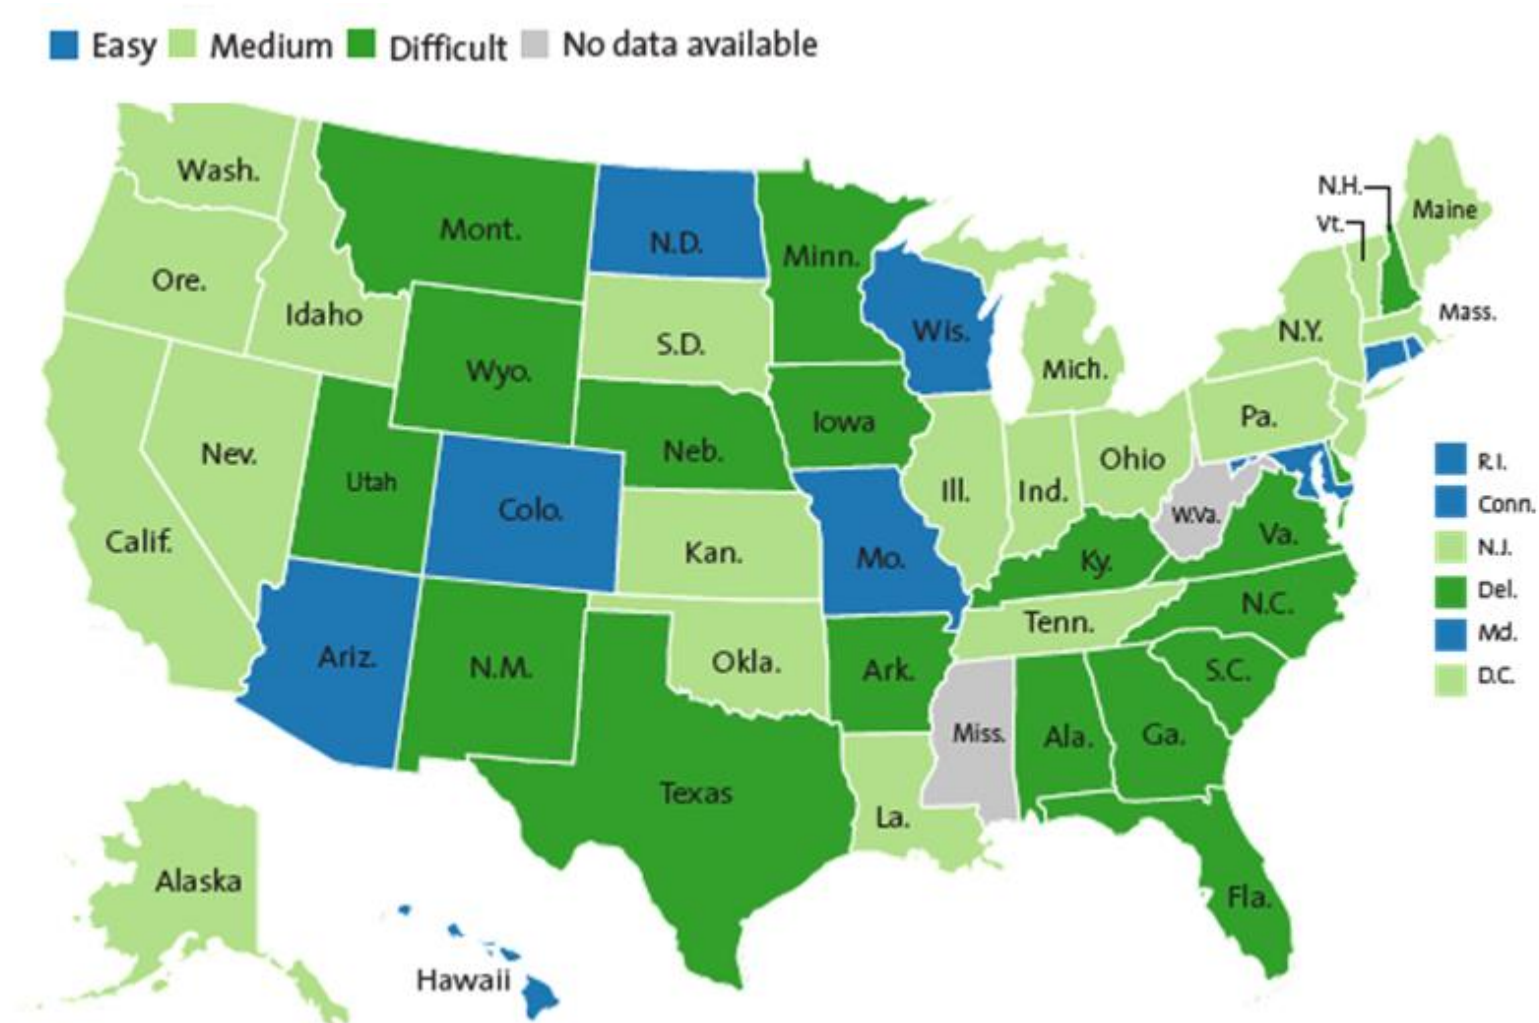 Easy Medium Difficult No data available
N.H.
Wash.
Maine
Vt.
Mont.
N.D.
Minn.
Ore.
Idaho
Mass.
Wis.
N.Y.
S.D.
Wyo.
Mich.
Pa.
Iowa
Neb.
Nev.
Ohio
R.I.
Utah
Ill.
Ind.
Conn.
Colo.
W.Va.
Va.
Calif.
N.J.
Kan.
Mo.
Ky.
Del.
N.C.
Tenn.
Md.
Ariz.
N.M.
Okla.
Ark.
S.C.
D.C.
Miss.
Ala.
Ga.
Texas
La.
Alaska
Fla.
Hawaii